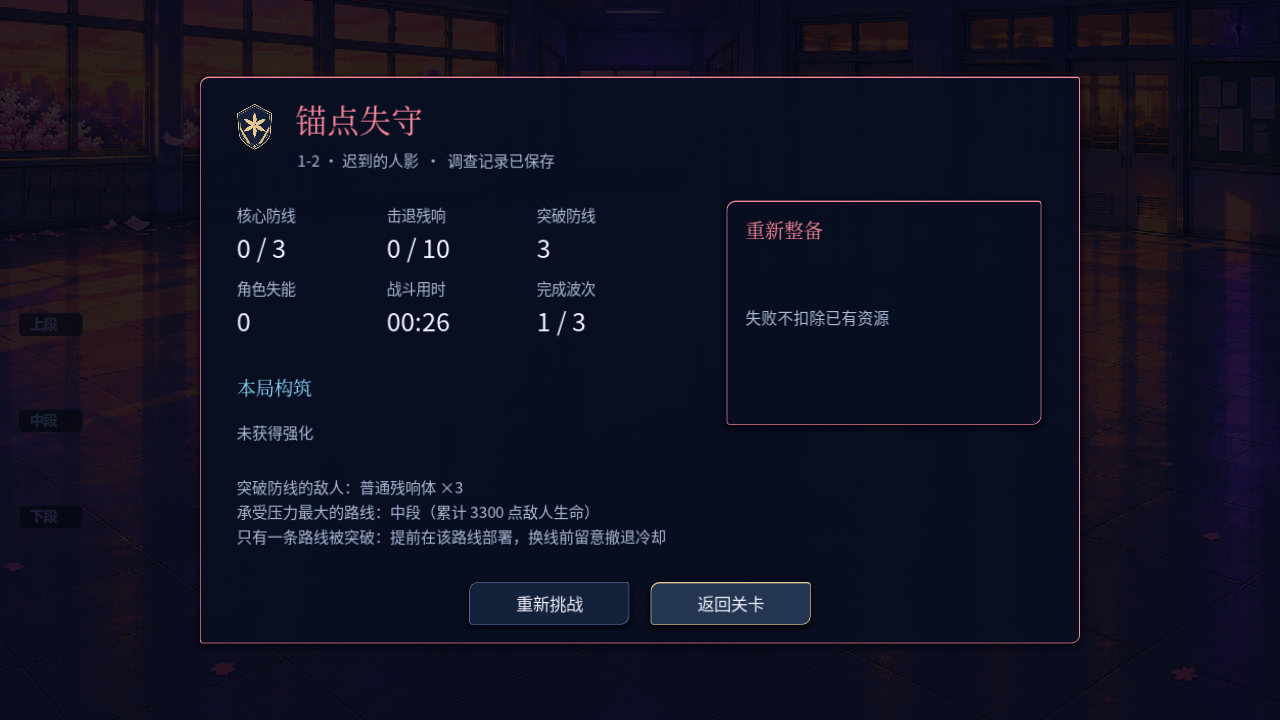 锚点失守
1-2 · 迟到的人影 · 调查记录已保存
核心防线 击退残响 突破防线
0 / 3 0 / 10 3
角色失能 战斗用时 完成波次
0 00:26 1 / 3
重新整备
失败不扣除已有资源
上段
中段
下段
本局构筑
未获得强化
突破防线的敌人：普通残响体 ×3
承受压力最大的路线：中段（累计 3300 点敌人生命）
只有一条路线被突破：提前在该路线部署，换线前留意撤退冷却
重新挑战 返回关卡